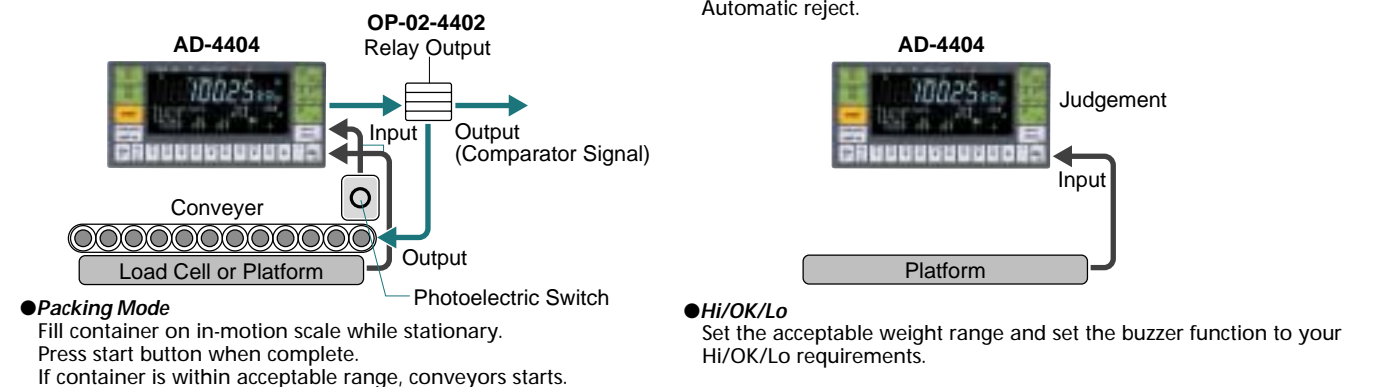 Automatic reject.
AD-4404
OP-02-4402
Relay Output
Input
Output
(Comparator Signal)
Conveyer
Load Cell or Platform
Output
Photoelectric Switch
●Packing Mode
Fill container on in-motion scale while stationary.
Press start button when complete.
If container is within acceptable range, conveyors starts.
AD-4404
Judgement
Input
Platform
●Hi/OK/Lo
Set the acceptable weight range and set the buzzer function to your
Hi/OK/Lo requirements.